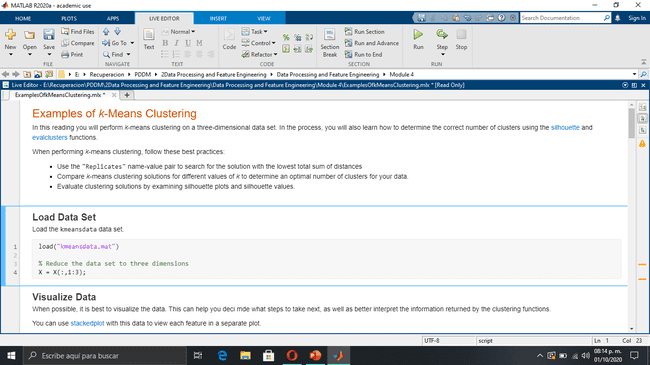 MATLAB R2020a - academic use
HOME PLOTS APPS LIVE EDITOR INSERT VIEW Search Documentation Sign In
New Open Save Find Files Compare Print Go To Find Text Normal B I U M Code Task Control Refactor Section Break Run Section Run and Advance Run to End Run Step Stop
FILE NAVIGATE TEXT CODE SECTION RUN
E: Recuperacion PDDM 2Data Processing and Feature Engineering Data Processing and Feature Engineering Module 4
Live Editor - E:\Recuperacion\PDDM\2Data Processing and Feature Engineering\Data Processing and Feature Engineering\Module 4\ExamplesOfkMeansClustering.mlx * [Read Only]
ExamplesOfkMeansClustering.mlx * +
Examples of k-Means Clustering
In this reading you will perform k-means clustering on a three-dimensional data set. In the process, you will also learn how to determine the correct number of clusters using the silhouette and
evalclusters functions.
When performing k-means clustering, follow these best practices:
• Use the "Replicates" name-value pair to search for the solution with the lowest total sum of distances
• Compare k-means clustering solutions for different values of k to determine an optimal number of clusters for your data.
• Evaluate clustering solutions by examining silhouette plots and silhouette values.
Load Data Set
Load the kmeansdata data set.
1 load("kmeansdata.mat")
2
3 % Reduce the data set to three dimensions
4 X = X(:,1:3);
Visualize Data
When possible, it is best to visualize the data. This can help you deci mde what steps to take next, as well as better interpret the information returned by the clustering functions.
You can use stackedplot with this data to view each feature in a separate plot.
UTF-8 script Ln 1 Col 23
Escribe aquí para buscar
08:14 p. m.
01/10/2020